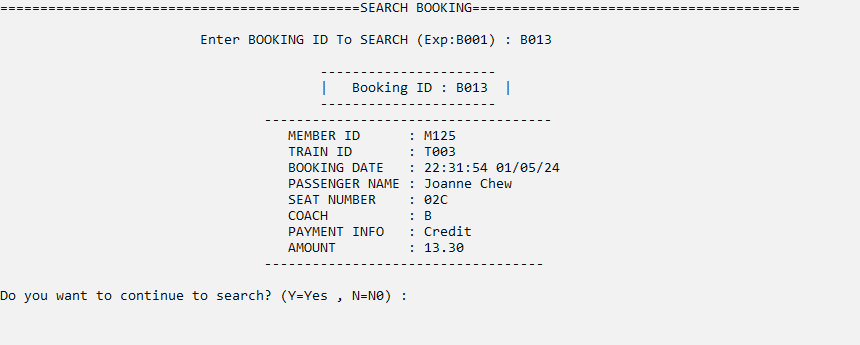 =============================================SEARCH BOOKING=========================================
Enter BOOKING ID To SEARCH (Exp:B001) : B013
----------------------
|   Booking ID : B013  |
----------------------
------------------------------------
MEMBER ID      : M125
TRAIN ID       : T003
BOOKING DATE   : 22:31:54 01/05/24
PASSENGER NAME : Joanne Chew
SEAT NUMBER    : 02C
COACH          : B
PAYMENT INFO   : Credit
AMOUNT         : 13.30
-----------------------------------
Do you want to continue to search? (Y=Yes , N=N0) :